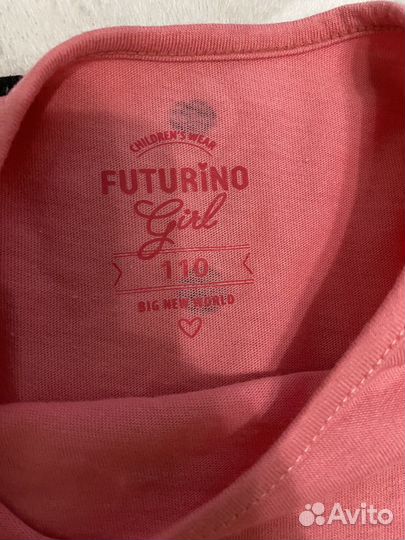 CHILDREN'S WEAR
FUTURINO
Girl
110
BIG NEW WORLD
Avito